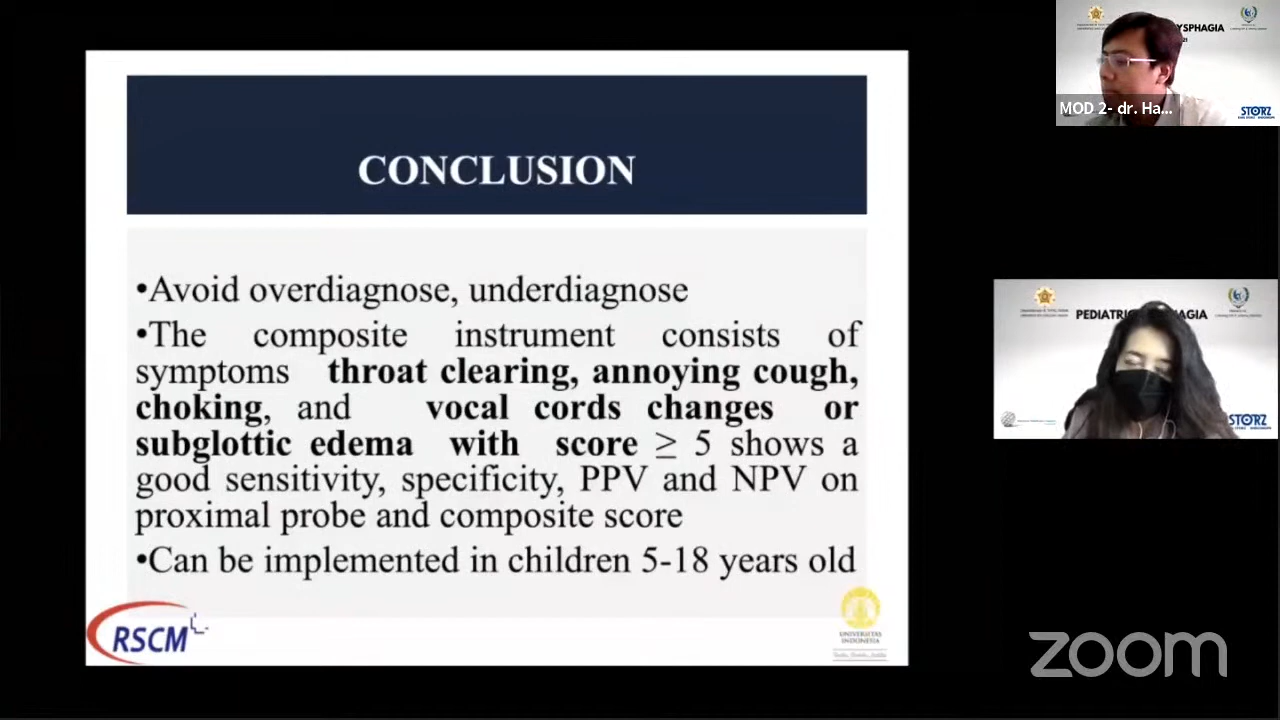 CONCLUSION
•Avoid overdiagnose, underdiagnose
•The composite instrument consists of
symptoms throat clearing, annoying cough,
choking, and vocal cords changes or
subglottic edema with score ≥ 5 shows a
good sensitivity, specificity, PPV and NPV on
proximal probe and composite score
•Can be implemented in children 5-18 years old
RSCM
UNIVERSITAS
INDONESIA
YSPHAGIA
MOD 2- dr. Ha...
STORZ
PEDIATRIC AGIA
STORZ
zoom